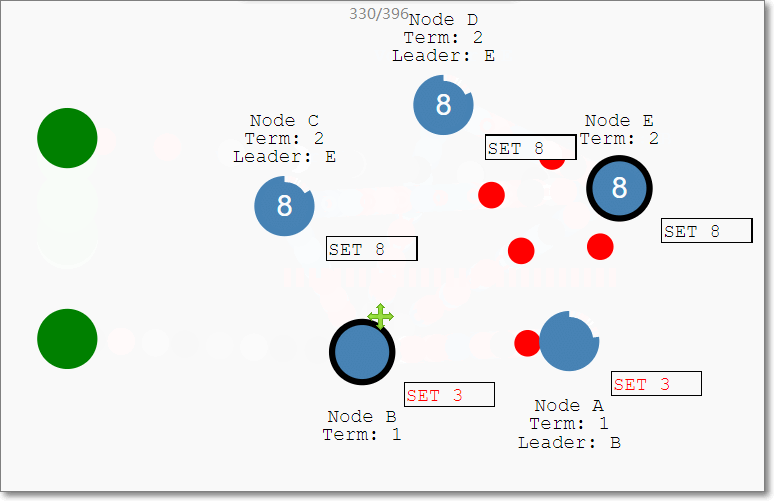 330/396
Node D
Term: 2
Leader: E
8
SET 8
Node E
Term: 2
8
SET 8
Node C
Term: 2
Leader: E
8
SET 8
Node B
Term: 1
SET 3
Node A
Term: 1
Leader: B
SET 3